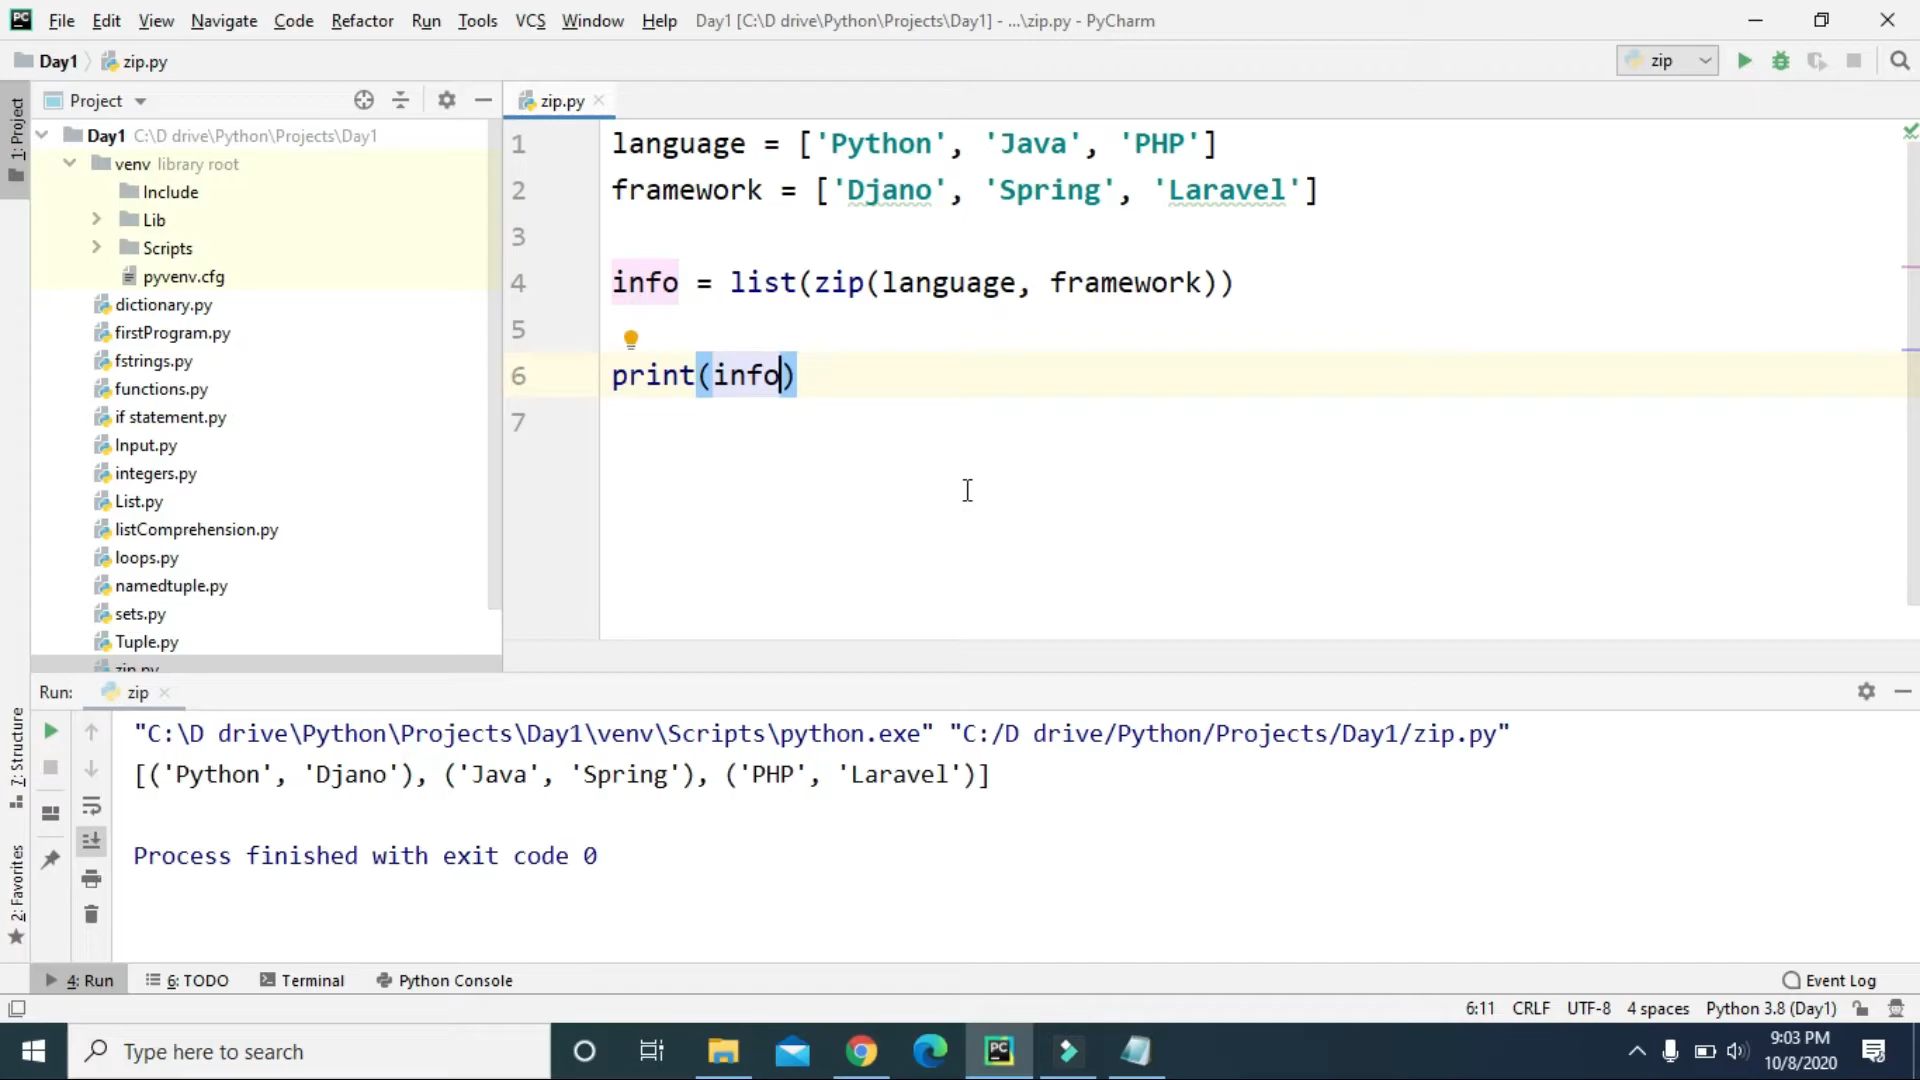 PC File Edit View Navigate Code Refactor Run Tools VCS Window Help Day1 [C:\D drive\Python\Projects\Day1] - ...\zip.py - PyCharm
Day1 zip.py zip
1: Project
Project
zip.py
Day1 C:\D drive\Python\Projects\Day1
venv library root
Include
Lib
Scripts
pyvenv.cfg
dictionary.py
firstProgram.py
fstrings.py
functions.py
if statement.py
Input.py
integers.py
List.py
listComprehension.py
loops.py
namedtuple.py
sets.py
Tuple.py
zip.py
1 language = ['Python', 'Java', 'PHP']
2 framework = ['Djano', 'Spring', 'Laravel']
3
4 info = list(zip(language, framework))
5
6 print(info)
7
Run: zip
7: Structure
2: Favorites
"C:\D drive\Python\Projects\Day1\venv\Scripts\python.exe" "C:/D drive/Python/Projects/Day1/zip.py"
[('Python', 'Djano'), ('Java', 'Spring'), ('PHP', 'Laravel')]
Process finished with exit code 0
4: Run 6: TODO Terminal Python Console Event Log
6:11 CRLF UTF-8 4 spaces Python 3.8 (Day1)
Type here to search PC 9:03 PM
10/8/2020